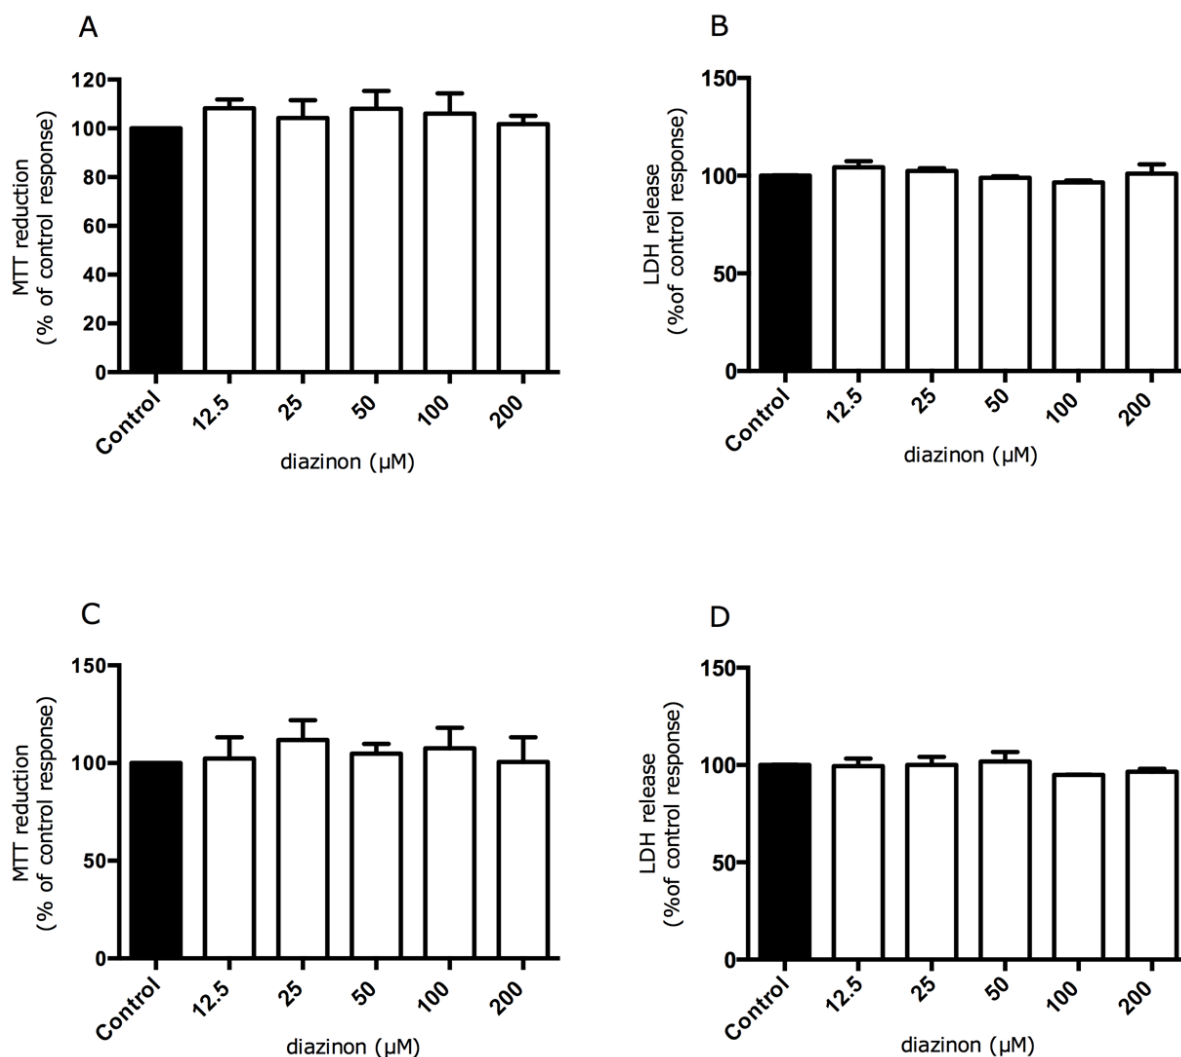 A
MTT reduction
(% of control response)
120
100
80
60
40
20
0
Control
12.5
25
50
100
200
diazinon (µM)
B
LDH release
(%of control response)
150
100
50
0
Control
12.5
25
50
100
200
diazinon (µM)
C
MTT reduction
(% of control response)
150
100
50
0
Control
12.5
25
50
100
200
diazinon (µM)
D
LDH release
(%of control response)
150
100
50
0
Control
12.5
25
50
100
200
diazinon (µM)